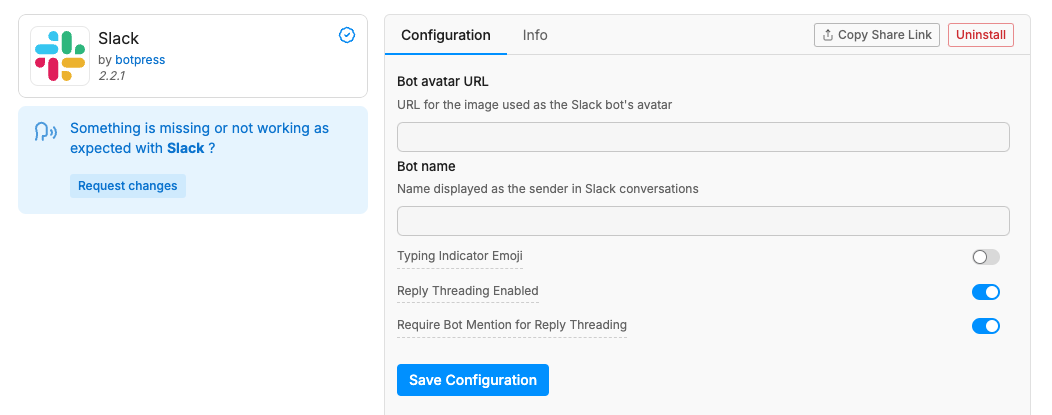 Slack
by botpress
2.2.1
Something is missing or not working as
expected with Slack ?
Request changes
Configuration
Info
Copy Share Link
Uninstall
Bot avatar URL
URL for the image used as the Slack bot's avatar
Bot name
Name displayed as the sender in Slack conversations
Typing Indicator Emoji
Reply Threading Enabled
Require Bot Mention for Reply Threading
Save Configuration